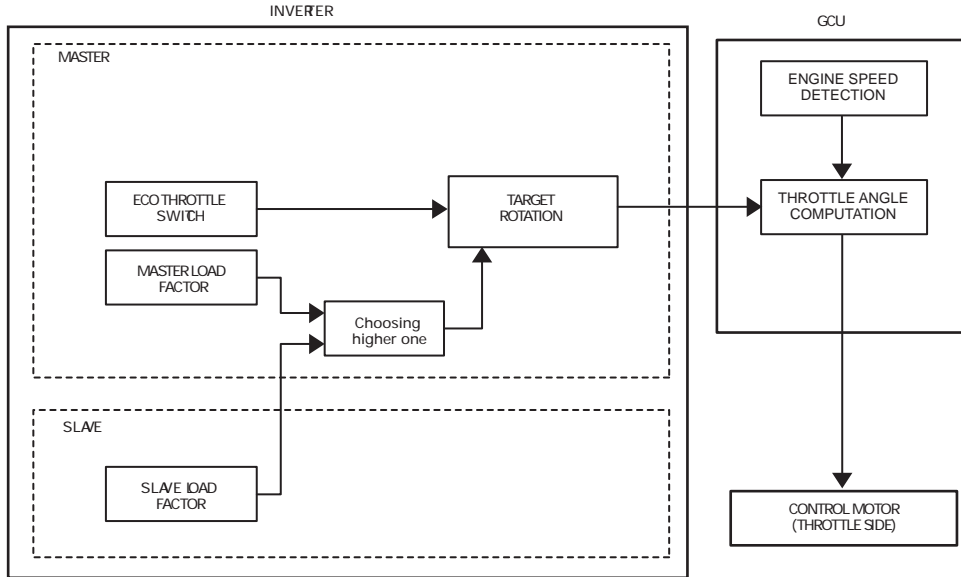 INVERTER
GCU
MASTER
ENGINE SPEED
DETECTION
ECO THROTTLE
SWITCH
TARGET
ROTATION
THROTTLE ANGLE
COMPUTATION
MASTER LOAD
FACTOR
Choosing
higher one
SLAVE
SLAVE LOAD
FACTOR
CONTROL MOTOR
(THROTTLE SIDE)